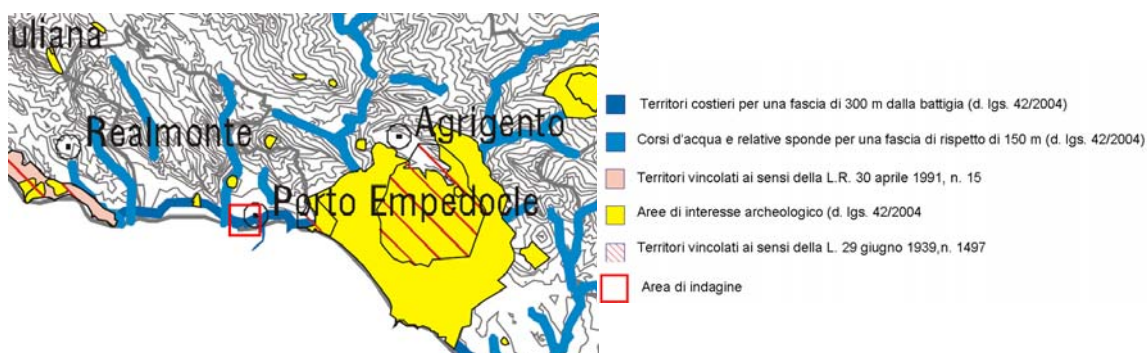 uliana
Realmonte
Agrigento
Porto Empedocle
Territori costieri per una fascia di 300 m dalla battigia (d. lgs. 42/2004)
Corsi d'acqua e relative sponde per una fascia di rispetto di 150 m (d. lgs. 42/2004)
Territori vincolati ai sensi della L.R. 30 aprile 1991, n. 15
Aree di interesse archeologico (d. lgs. 42/2004
Territori vincolati ai sensi della L. 29 giugno 1939,n. 1497
Area di indagine